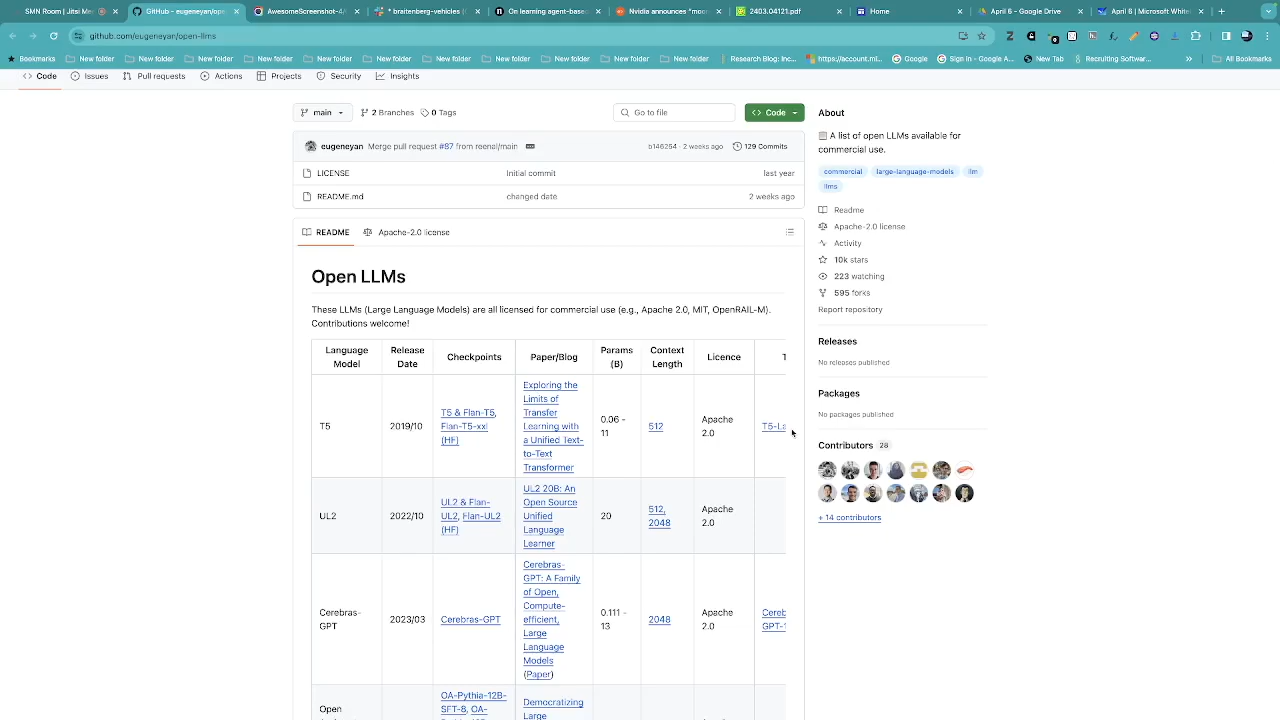 SMN Room | Jitsi Me
GitHub - eugeneyan/ope
AwesomeScreenshot-4/
* braitenberg-vehicles (
On learning agent-base
Nvidia announces "moo
2403.04121.pdf
Home
April 6 - Google Drive
April 6 | Microsoft White
github.com/eugeneyan/open-llms
Bookmarks
New folder
New folder
New folder
New folder
New folder
New folder
New folder
New folder
New folder
New folder
New folder
Research Blog: Inc...
https://account.mi...
Google
Sign in - Google A...
New Tab
Recruiting Softwar...
»
All Bookmarks
Code
Issues
Pull requests
Actions
Projects
Security
Insights
main
2 Branches
0 Tags
Go to file
Code
eugeneyan Merge pull request #87 from reenal/main
b146254 · 2 weeks ago
129 Commits
LICENSE
Initial commit
last year
README.md
changed date
2 weeks ago
README
Apache-2.0 license
Open LLMs
These LLMs (Large Language Models) are all licensed for commercial use (e.g., Apache 2.0, MIT, OpenRAIL-M).
Contributions welcome!
Language
Model
Release
Date
Checkpoints
Paper/Blog
Params
(B)
Context
Length
Licence
T
T5
2019/10
T5 & Flan-T5,
Flan-T5-xxl
(HF)
Exploring the
Limits of
Transfer
Learning with
a Unified Text-
to-Text
Transformer
0.06 -
11
512
Apache
2.0
T5-La
UL2
2022/10
UL2 & Flan-
UL2, Flan-UL2
(HF)
UL2 20B: An
Open Source
Unified
Language
Learner
20
512,
2048
Apache
2.0
Cerebras-
GPT
2023/03
Cerebras-GPT
Cerebras-
GPT: A Family
of Open,
Compute-
efficient,
Large
Language
Models
(Paper)
0.111 -
13
2048
Apache
2.0
Cereb
GPT-1
Open
OA-Pythia-12B-
SFT-8, OA-
Democratizing
Large
About
A list of open LLMs available for
commercial use.
commercial
large-language-models
llm
llms
Readme
Apache-2.0 license
Activity
10k stars
223 watching
595 forks
Report repository
Releases
No releases published
Packages
No packages published
Contributors 28
+ 14 contributors